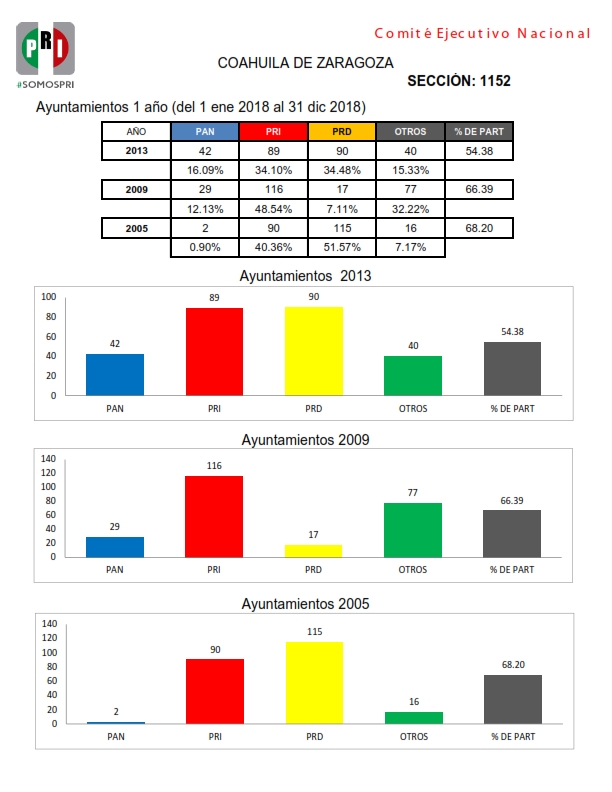 PRI
#SOMOSPRI
Comité Ejecutivo Nacional
COAHUILA DE ZARAGOZA
SECCIÓN: 1152
Ayuntamientos 1 año (del 1 ene 2018 al 31 dic 2018)
AÑO PAN PRI PRD OTROS % DE PART
2013 42 89 90 40 54.38
16.09% 34.10% 34.48% 15.33%
2009 29 116 17 77 66.39
12.13% 48.54% 7.11% 32.22%
2005 2 90 115 16 68.20
0.90% 40.36% 51.57% 7.17%
Ayuntamientos 2013
100
80
60
40
20
0
42 89 90 40 54.38
PAN PRI PRD OTROS % DE PART
Ayuntamientos 2009
140
120
100
80
60
40
20
0
29 116 17 77 66.39
PAN PRI PRD OTROS % DE PART
Ayuntamientos 2005
140
120
100
80
60
40
20
0
2 90 115 16 68.20
PAN PRI PRD OTROS % DE PART